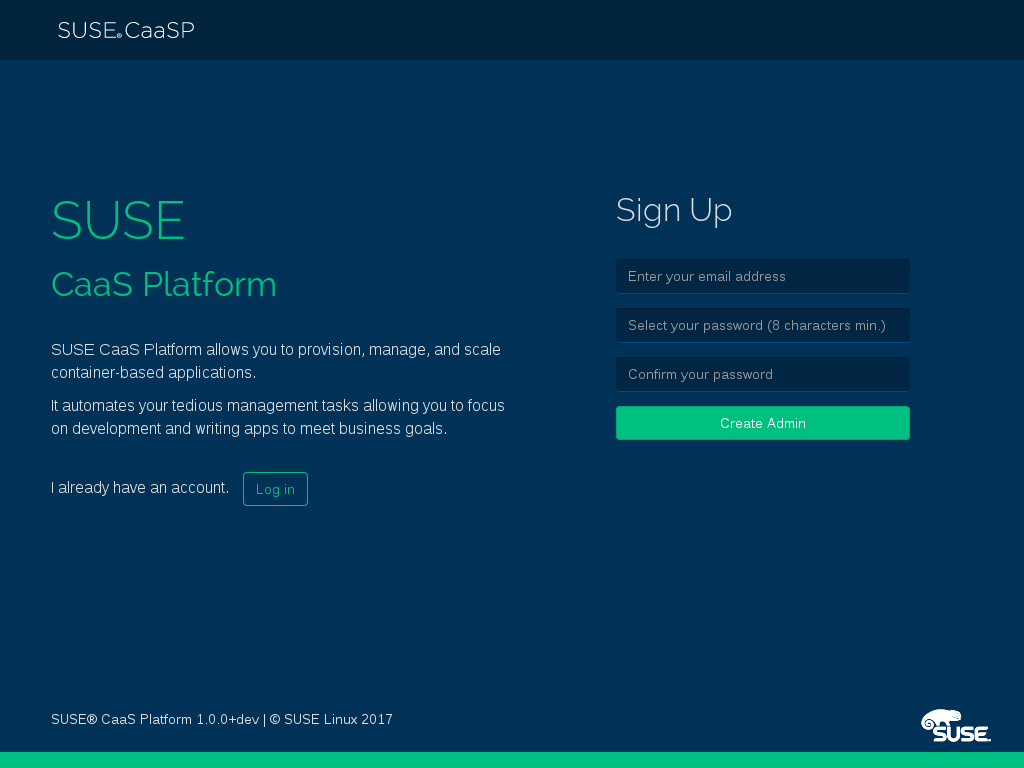 SUSE® CaaSP
SUSE
CaaS Platform
SUSE CaaS Platform allows you to provision, manage, and scale
container-based applications.
It automates your tedious management tasks allowing you to focus
on development and writing apps to meet business goals.
I already have an account. Log in
Sign Up
Enter your email address
Select your password (8 characters min.)
Confirm your password
Create Admin
SUSE® CaaS Platform 1.0.0+dev | © SUSE Linux 2017
SUSE